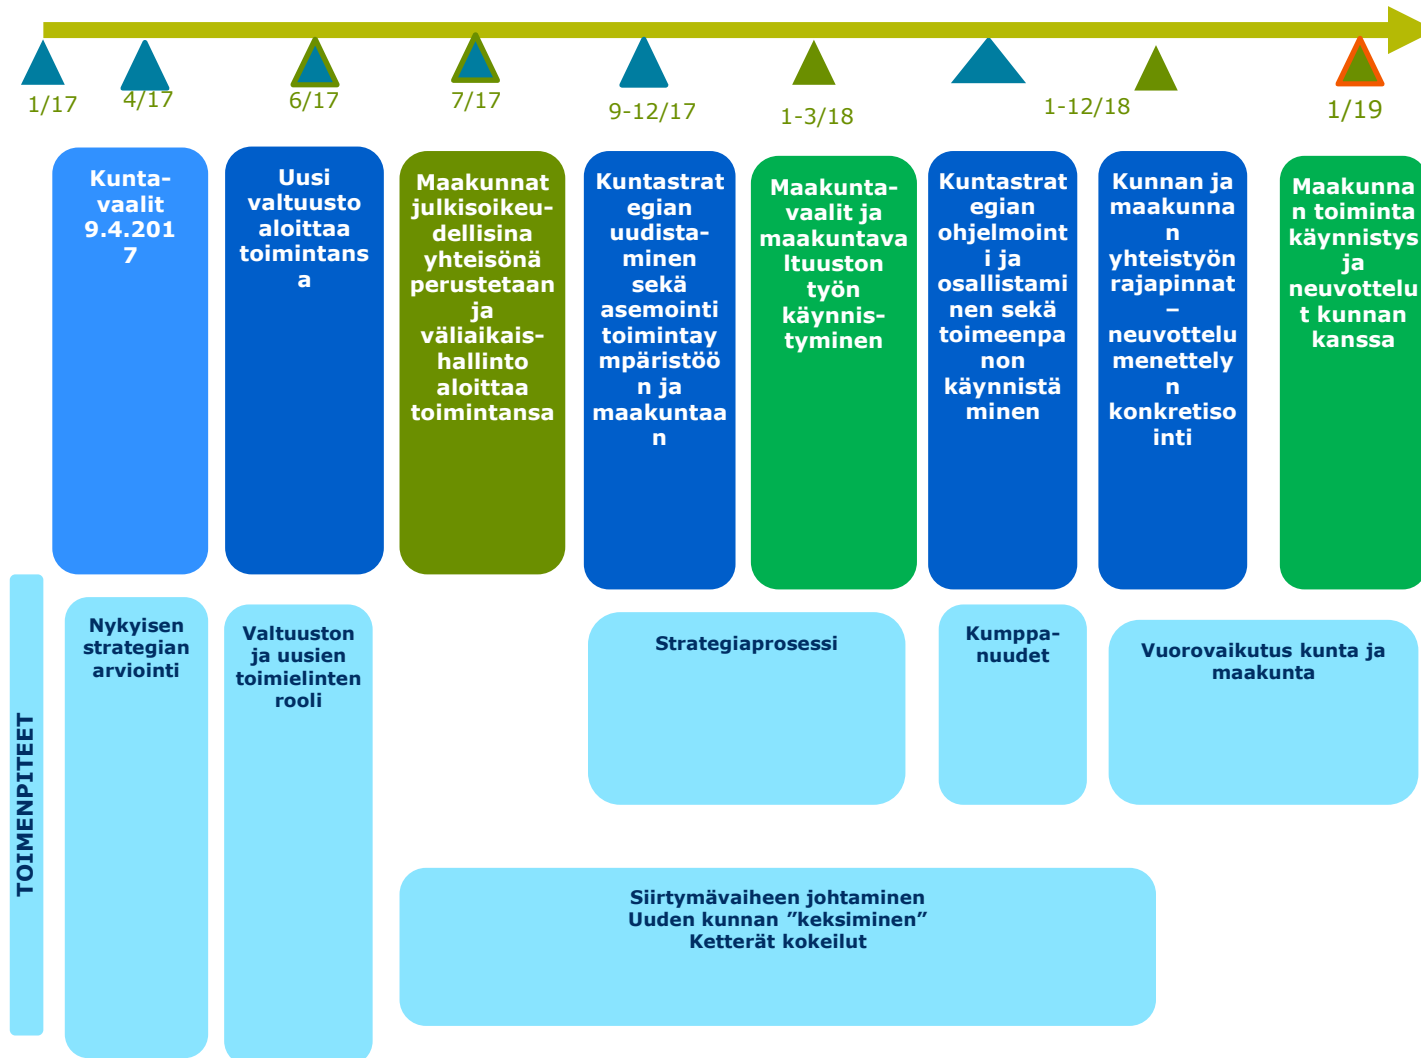 1/17
4/17
6/17
7/17
9-12/17
1-3/18
1-12/18
1/19
Kunta-
vaalit
9.4.201
7
Uusi
valtuusto
aloittaa
toimintans
a
Maakunnat
julkisoikeu-
dellisina
yhteisönä
perustetaan
ja
väliaikais-
hallinto
aloittaa
toimintansa
Kuntastrat
egian
uudista-
minen
sekä
asemointi
toimintay
mpäristöö
n ja
maakuntaa
n
Maakunta-
vaalit ja
maakuntava
ltuuston
työn
käynnis-
tyminen
Kuntastrat
egian
ohjelmoint
i ja
osallistami
nen sekä
toimeenpa
non
käynnistä
minen
Kunnan ja
maakunna
n
yhteistyön
rajapinnat
–
neuvottelu
menettely
n
konkretiso
inti
Maakunna
n toiminta
käynnistys
ja
neuvottelu
t kunnan
kanssa
TOIMENPITEET
Nykyisen
strategian
arviointi
Valtuuston
ja uusien
toimielinten
rooli
Strategiaprosessi
Kumppa-
nuudet
Vuorovaikutus kunta ja
maakunta
Siirtymävaiheen johtaminen
Uuden kunnan ”keksiminen”
Ketterät kokeilut